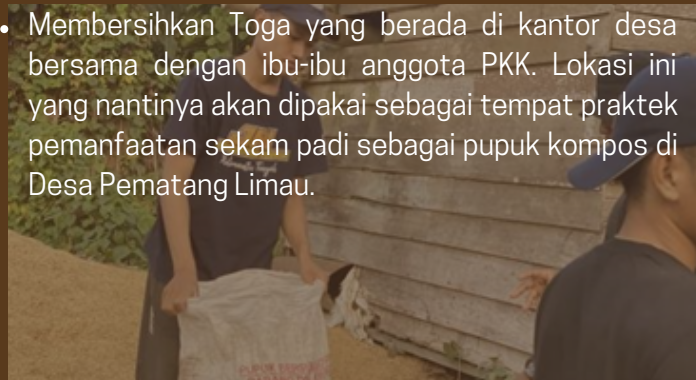 • Membersihkan Toga yang berada di kantor desa
bersama dengan ibu-ibu anggota PKK. Lokasi ini
yang nantinya akan dipakai sebagai tempat praktek
pemanfaatan sekam padi sebagai pupuk kompos di
Desa Pematang Limau.